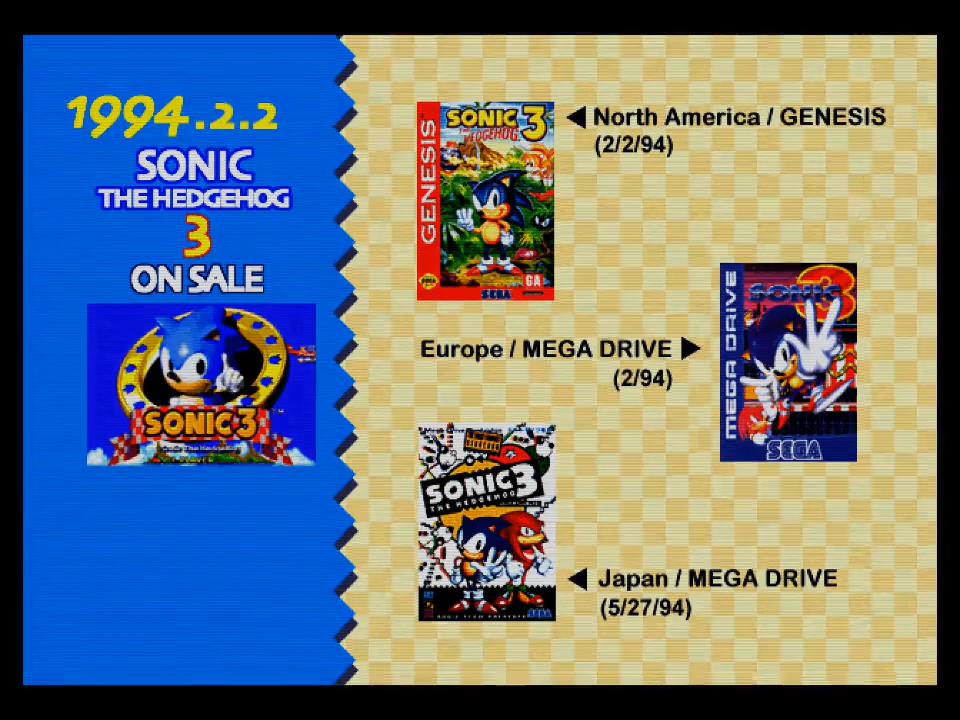 1994.2.2
SONIC
THE HEDGEHOG
3
ON SALE
SONIC 3
GENESIS
SONIC 3
THE HEDGEHOG
GA
SEGA
North America / GENESIS
(2/2/94)
Europe / MEGA DRIVE
(2/94)
MEGA DRIVE
SONIC 3
SEGA
SONIC 3
THE HEDGEHOG
SEGA
Japan / MEGA DRIVE
(5/27/94)